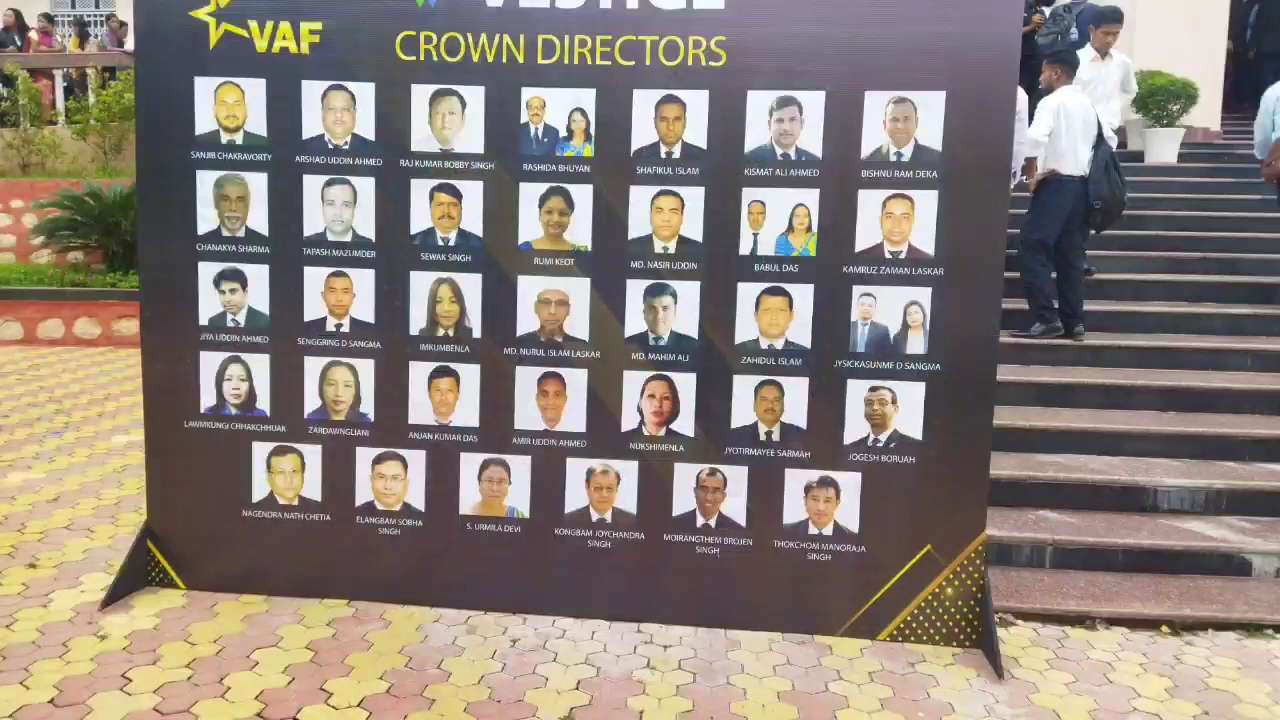 VAF
VESTIGE
CROWN DIRECTORS
SANJIB CHAKRAVORTY
ARSHAD UDDIN AHMED
RAJ KUMAR BOBBY SINGH
RASHIDA BHUYAN
SHAFIKUL ISLAM
KISMAT ALI AHMED
BISHNU RAM DEKA
CHANAKYA SHARMA
TAPASH MAZUMDER
SEWAK SINGH
RUMI KEOT
MD. NASIR UDDIN
BABUL DAS
KAMRUZ ZAMAN LASKAR
JIYA UDDIN AHMED
SENGGRING D SANGMA
IMKUMBENLA
MD. NURUL ISLAM LASKAR
MD. MAHIM ALI
ZAHIDUL ISLAM
JYSICKASUNME D SANGMA
LAWMKUNGI CHHAKCHHUAK
ZARDAWNGLIANI
ANJAN KUMAR DAS
AMIR UDDIN AHMED
NUKSHIMENLA
JYOTIRMAYEE SARMAH
JOGESH BORUAH
NAGENDRA NATH CHETIA
ELANGBAM SOBHA
SINGH
S. URMILA DEVI
KONGBAM JOYCHANDRA
SINGH
MOIRANGTHEM BROJEN
SINGH
THOKCHOM MANORAJA
SINGH